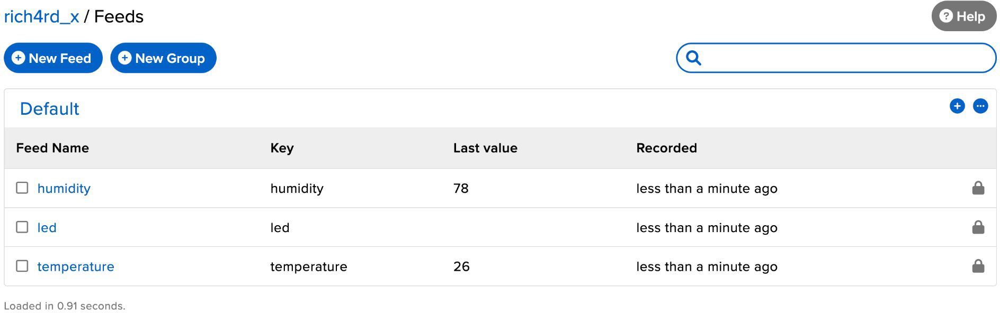 rich4rd_x / Feeds
? Help
+ New Feed + New Group
Default
Feed Name Key Last value Recorded
humidity humidity 78 less than a minute ago
led led less than a minute ago
temperature temperature 26 less than a minute ago
Loaded in 0.91 seconds.